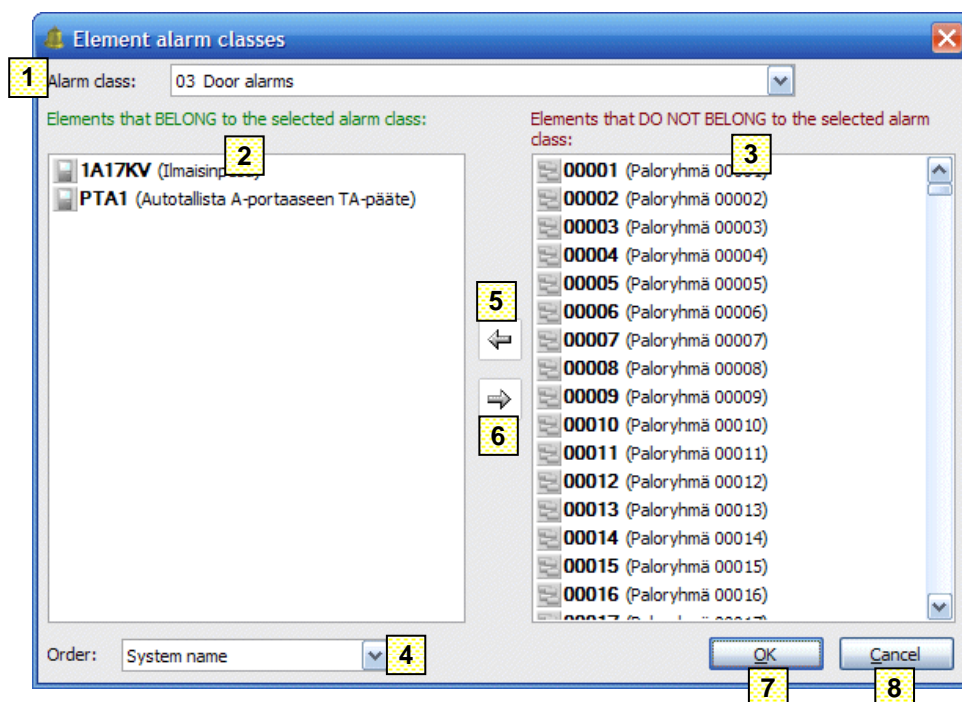 Element alarm classes
1 Alarm class: 03 Door alarms
Elements that BELONG to the selected alarm class:
Elements that DO NOT BELONG to the selected alarm
class:
2
3
1A17KV
PTA1 (Autotallista A-portaaseen TA-pääte)
00001 (Paloryhmä
00002 (Paloryhmä 00002)
00003 (Paloryhmä 00003)
00004 (Paloryhmä 00004)
00005 (Paloryhmä 00005)
00006 (Paloryhmä 00006)
00007 (Paloryhmä 00007)
00008 (Paloryhmä 00008)
00009 (Paloryhmä 00009)
00010 (Paloryhmä 00010)
00011 (Paloryhmä 00011)
00012 (Paloryhmä 00012)
00013 (Paloryhmä 00013)
00014 (Paloryhmä 00014)
00015 (Paloryhmä 00015)
00016 (Paloryhmä 00016)
5
6
Order: System name
4
OK
Cancel
7
8